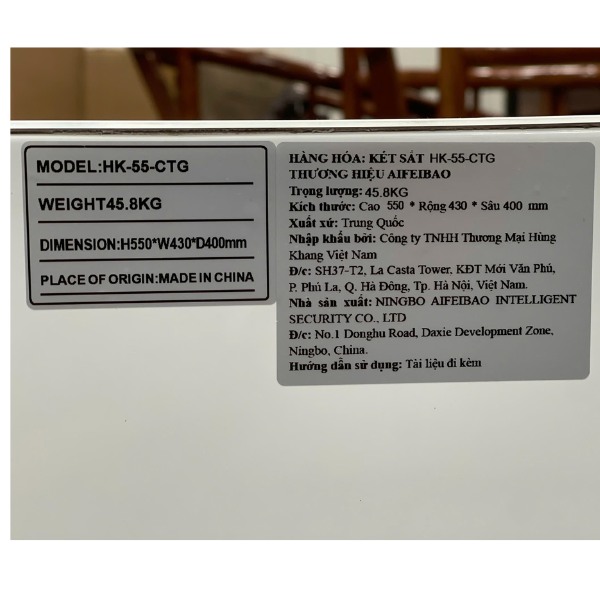 MODEL:HK-55-CTG
WEIGHT45.8KG
DIMENSION:H550*W430*D400mm
PLACE OF ORIGIN:MADE IN CHINA
HÀNG HÓA: KÉT SẮT HK-55-CTG
THƯƠNG HIỆU AIFEIBAO
Trọng lượng: 45.8KG
Kích thước: Cao 550 * Rộng 430 * Sâu 400 mm
Xuất xứ: Trung Quốc
Nhập khẩu bởi: Công ty TNHH Thương Mại Hùng
Khang Việt Nam
Đ/c: SH37-T2, La Casta Tower, KĐT Mới Văn Phú,
P. Phú La, Q. Hà Đông, Tp. Hà Nội, Việt Nam.
Nhà sản xuất: NINGBO AIFEIBAO INTELLIGENT
SECURITY CO., LTD
Đ/c: No.1 Donghu Road, Daxie Development Zone,
Ningbo, China.
Hướng dẫn sử dụng: Tài liệu đi kèm